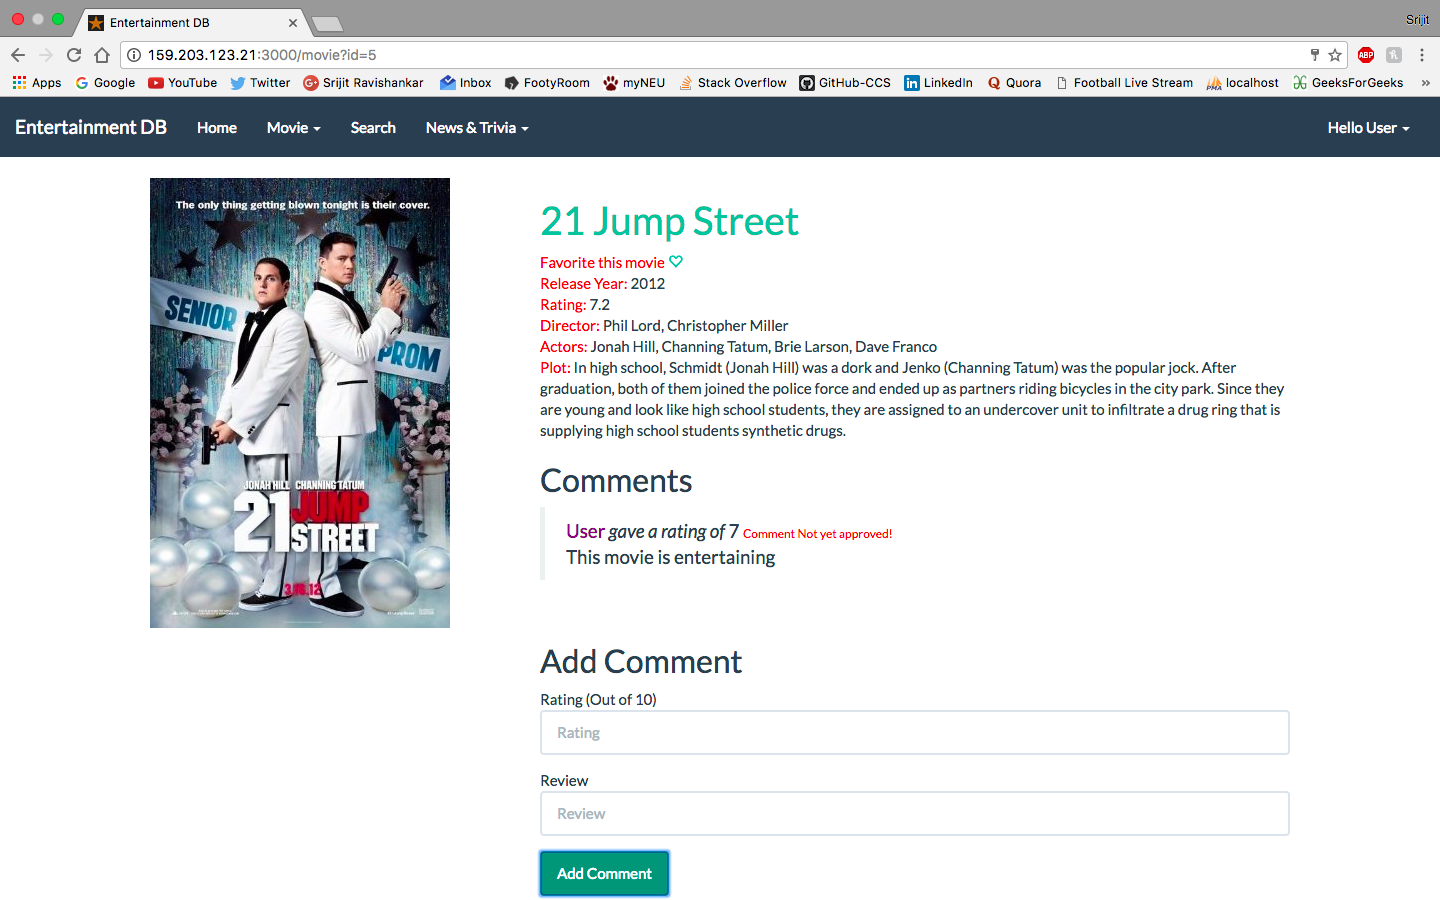 Entertainment DB
Srijit
159.203.123.21:3000/movie?id=5
ABP
Apps Google YouTube Twitter Srijit Ravishankar Inbox FootyRoom myNEU Stack Overflow GitHub-CCS LinkedIn Quora Football Live Stream localhost GeeksForGeeks »
Entertainment DB Home Movie Search News & Trivia Hello User
The only thing getting blown tonight is their cover.
SENIOR
PROM
JONAH HILL CHANNING TATUM
21 JUMP
STREET
3.16.12
21 Jump Street
Favorite this movie
Release Year: 2012
Rating: 7.2
Director: Phil Lord, Christopher Miller
Actors: Jonah Hill, Channing Tatum, Brie Larson, Dave Franco
Plot: In high school, Schmidt (Jonah Hill) was a dork and Jenko (Channing Tatum) was the popular jock. After
graduation, both of them joined the police force and ended up as partners riding bicycles in the city park. Since they
are young and look like high school students, they are assigned to an undercover unit to infiltrate a drug ring that is
supplying high school students synthetic drugs.
Comments
User gave a rating of 7 Comment Not yet approved!
This movie is entertaining
Add Comment
Rating (Out of 10)
Rating
Review
Review
Add Comment